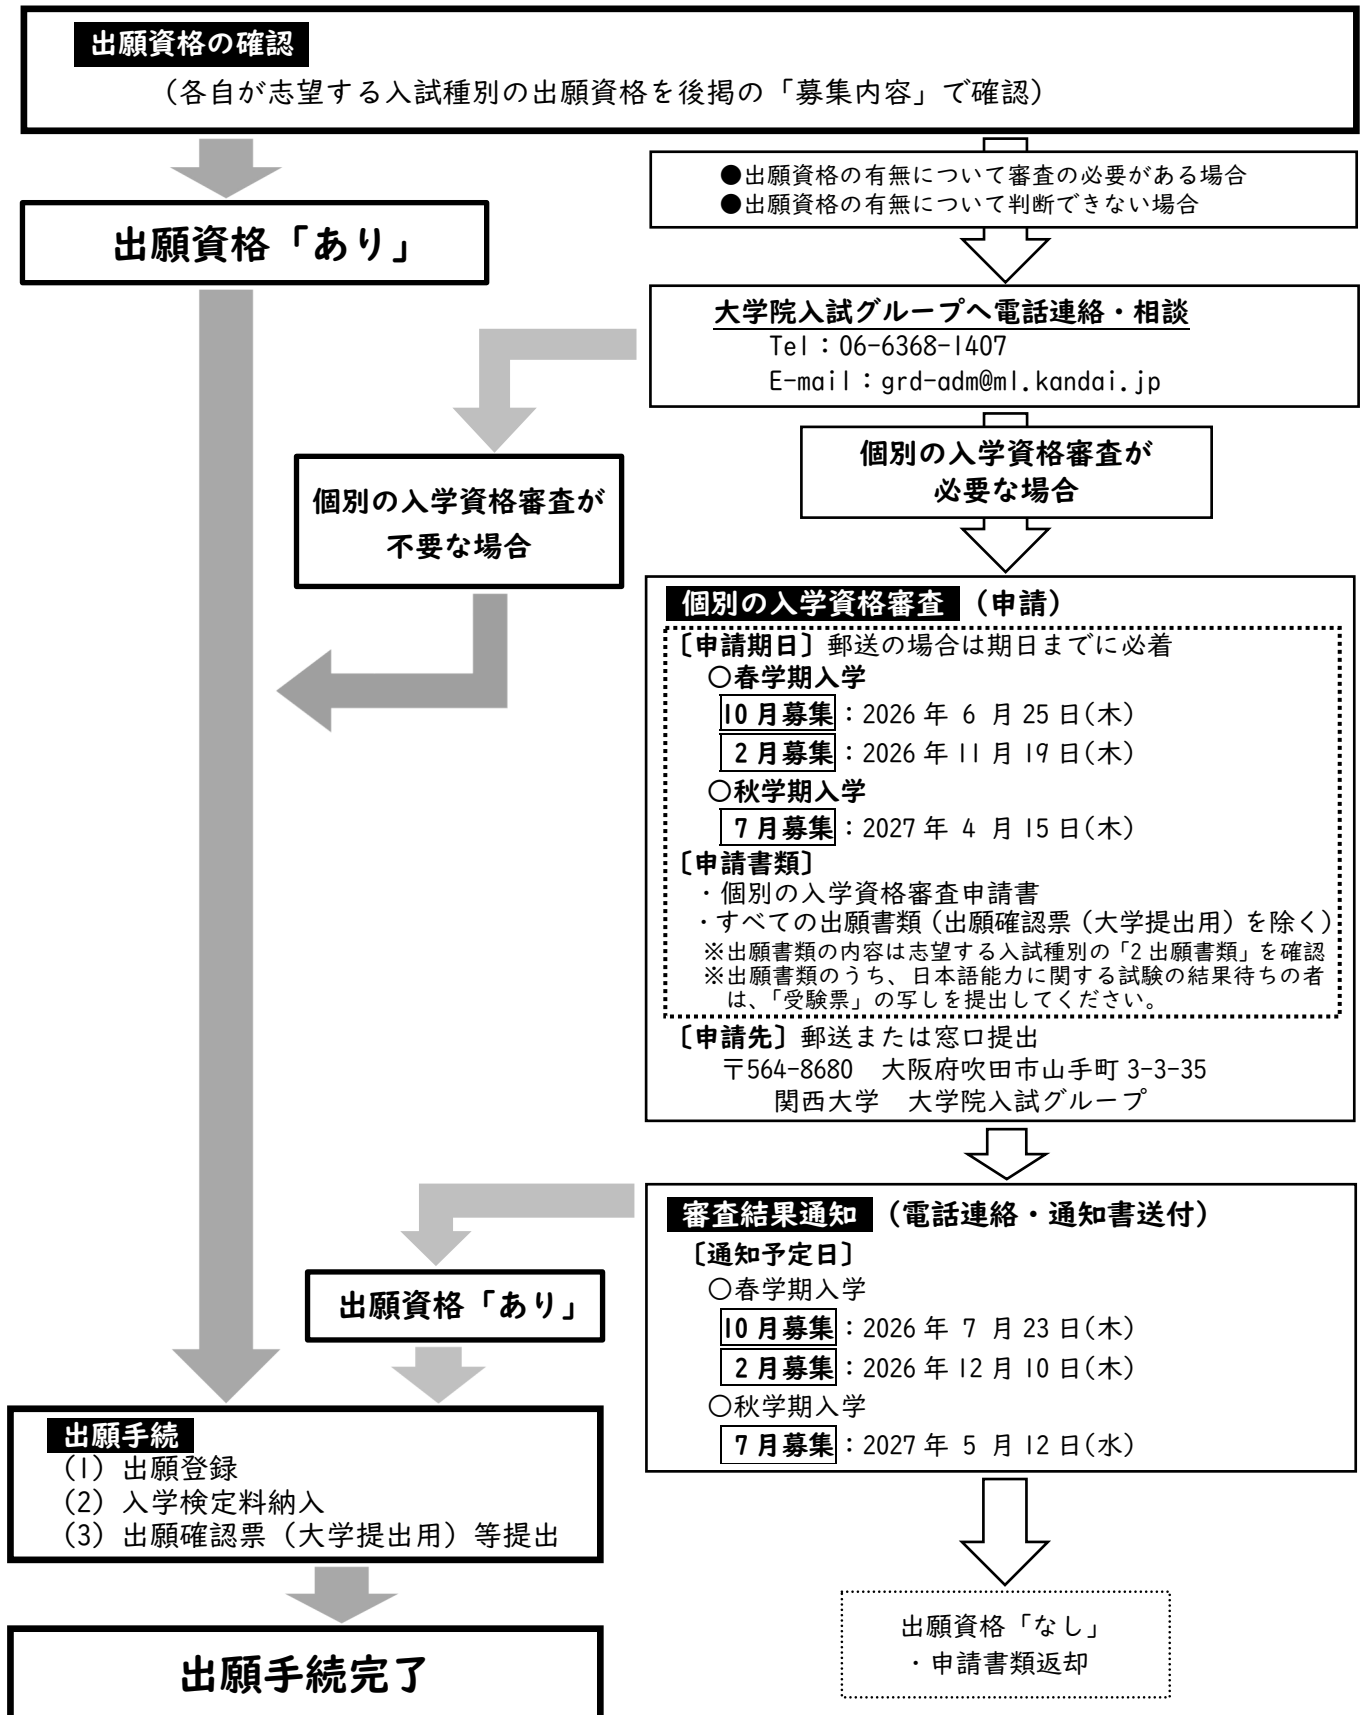 出願資格の確認
（各自が志望する入試種別の出願資格を後掲の「募集内容」で確認）
●出願資格の有無について審査の必要がある場合
●出願資格の有無について判断できない場合
出願資格「あり」
大学院入試グループへ電話連絡・相談
Tel：06-6368-1407
E-mail：grd-adm@ml.kandai.jp
個別の入学資格審査が
不要な場合
個別の入学資格審査が
必要な場合
個別の入学資格審査（申請）
〔申請期日〕郵送の場合は期日までに必着
○春学期入学
10月募集：2026年 6 月25日(木)
2月募集：2026年11月19日(木)
○秋学期入学
7月募集：2027年 4 月15日(木)
〔申請書類〕
・個別の入学資格審査申請書
・すべての出願書類（出願確認票（大学提出用）を除く）
※出願書類の内容は志望する入試種別の「2出願書類」を確認
※出願書類のうち、日本語能力に関する試験の結果待ちの者
は、「受験票」の写しを提出してください。
〔申請先〕郵送または窓口提出
〒564-8680　大阪府吹田市山手町3-3-35
関西大学　大学院入試グループ
審査結果通知（電話連絡・通知書送付）
〔通知予定日〕
○春学期入学
10月募集：2026年 7 月23日(木)
2月募集：2026年12月10日(木)
○秋学期入学
7月募集：2027年 5 月12日(水)
出願資格「あり」
出願手続
（1）出願登録
（2）入学検定料納入
（3）出願確認票（大学提出用）等提出
出願手続完了
出願資格「なし」
・申請書類返却